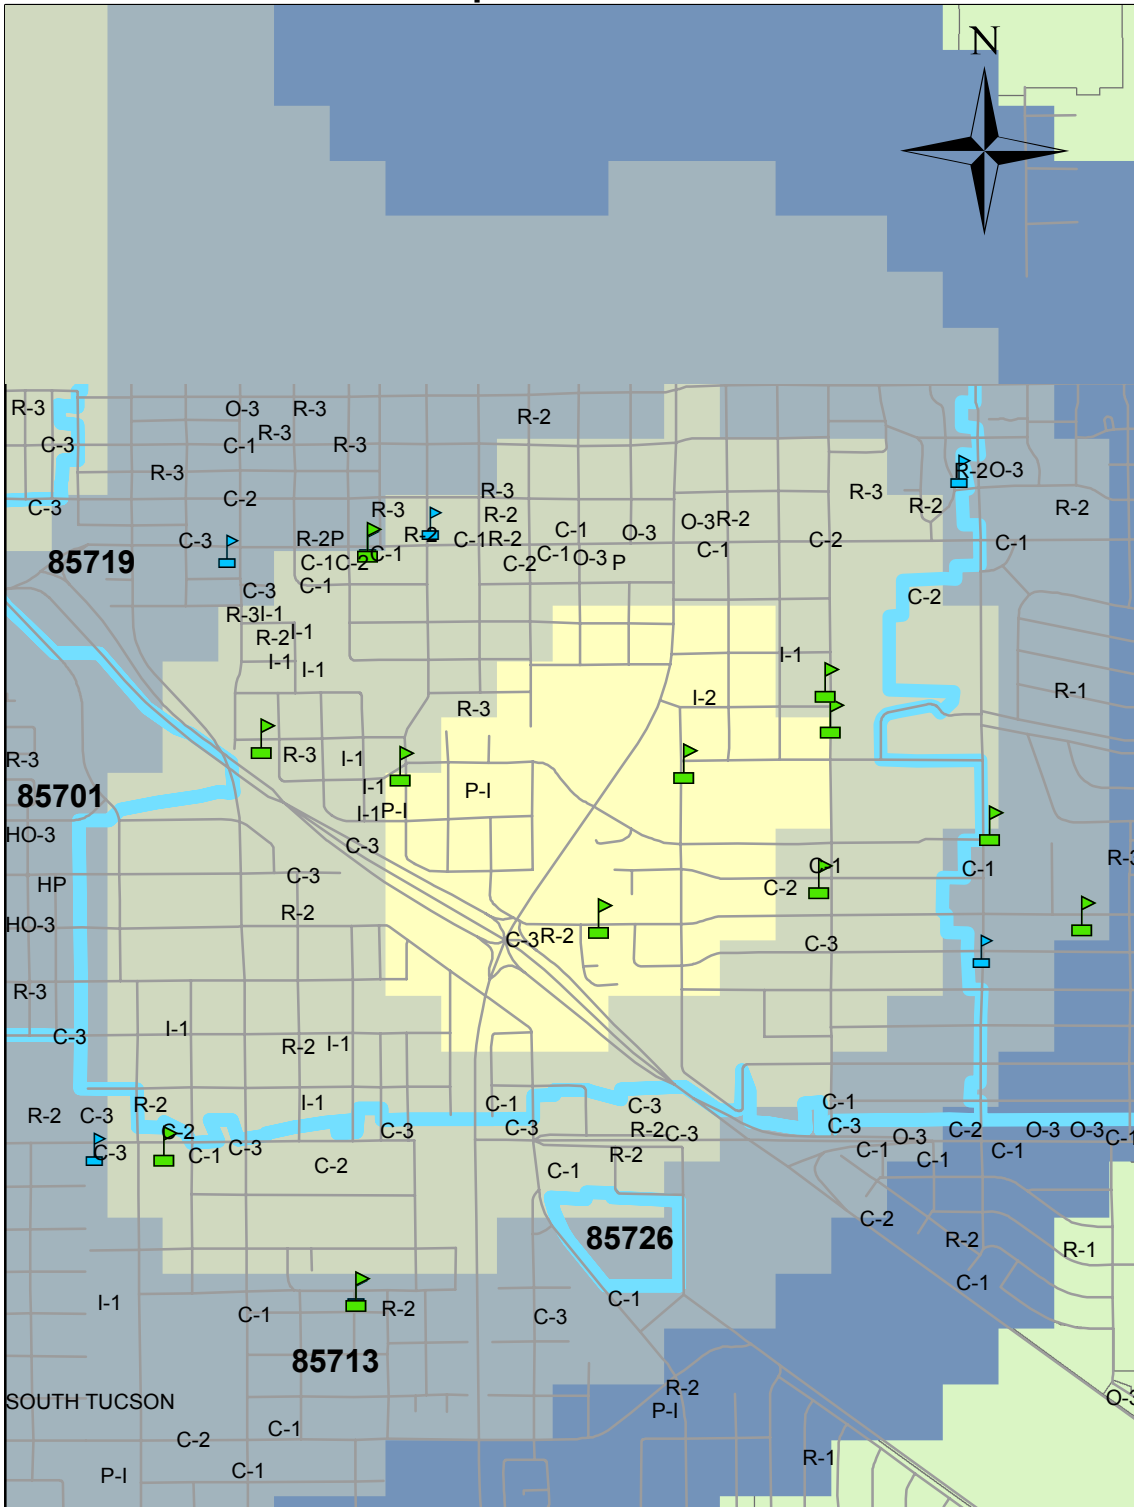 N
R-3 O-3 R-3 R-2
C-3 C-1 R-3 R-3
R-3 R-2 O-3
C-3 C-2 R-3 R-3 R-2 R-2
R-3 R-2 O-3 R-2
C-3 R-2 P R-2 C-1 R-2 C-1 O-3 C-2 C-1
85719 C-1 C-2 C-1 C-2 C-1 O-3 P C-1
C-3 C-1 C-2
R-3 I-1
R-2 I-1
I-1 I-1 I-1
R-3 I-2 R-1
R-3 R-3 I-1
85701 I-1 P-I
I-1 P-I
HO-3 C-3
C-1 C-1 R-3
HP C-3 C-2
R-2
HO-3 C-3 R-2 C-3
R-3
C-3 I-1
R-2 I-1
R-2 C-3 R-2 I-1 C-1 C-3 C-1
C-2 C-3 C-3 R-2 C-3 C-3 O-3 C-2 O-3 O-3 C-1
C-3 C-1 C-3 R-2 C-1 C-1 C-1
C-2 C-1
C-2
85726 R-2 R-1
C-1
I-1 C-1 R-2 C-3 C-1
85713
R-2
SOUTH TUCSON P-I O-3
C-2 C-1
P-I C-1 R-1